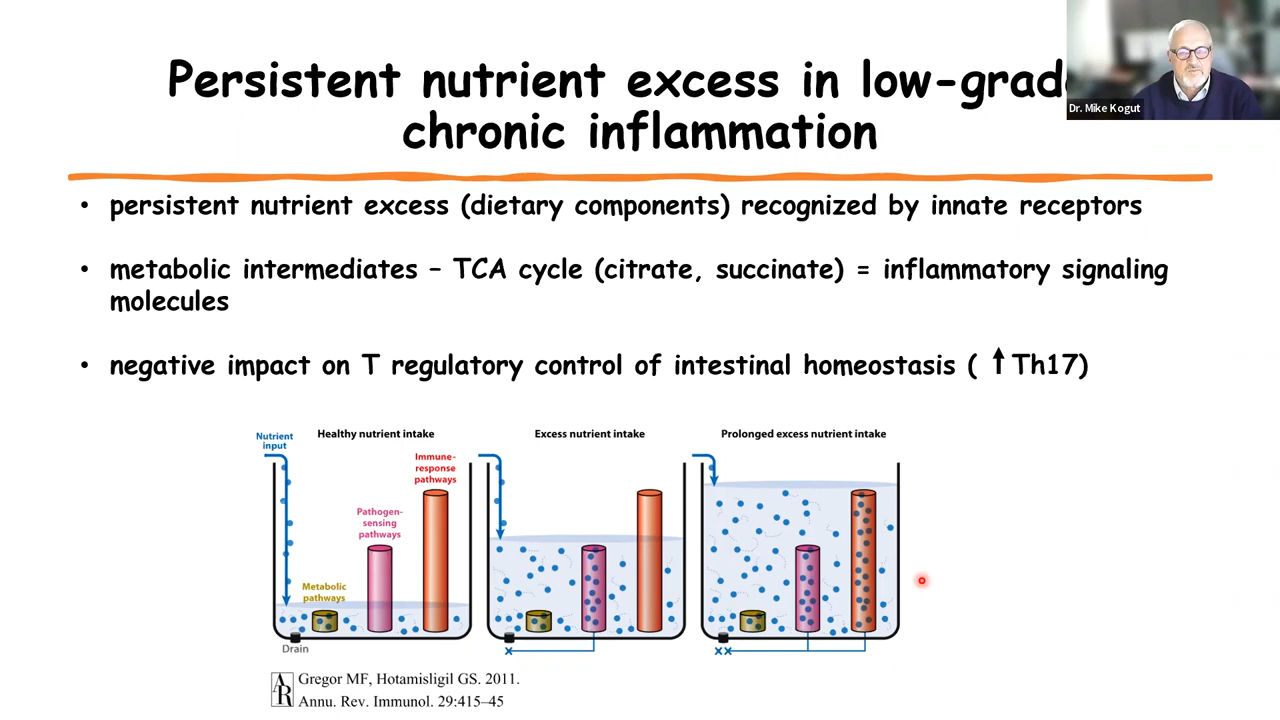 Persistent nutrient excess in low-grad
chronic inflammation
Dr. Mike Kogut
• persistent nutrient excess (dietary components) recognized by innate receptors
• metabolic intermediates – TCA cycle (citrate, succinate) = inflammatory signaling
molecules
• negative impact on T regulatory control of intestinal homeostasis ( ↑Th17)
Nutrient
input
Healthy nutrient intake
Immune-
response
pathways
Pathogen-
sensing
pathways
Metabolic
pathways
Drain
Excess nutrient intake
Prolonged excess nutrient intake
AR
Gregor MF, Hotamisligil GS. 2011.
Annu. Rev. Immunol. 29:415–45